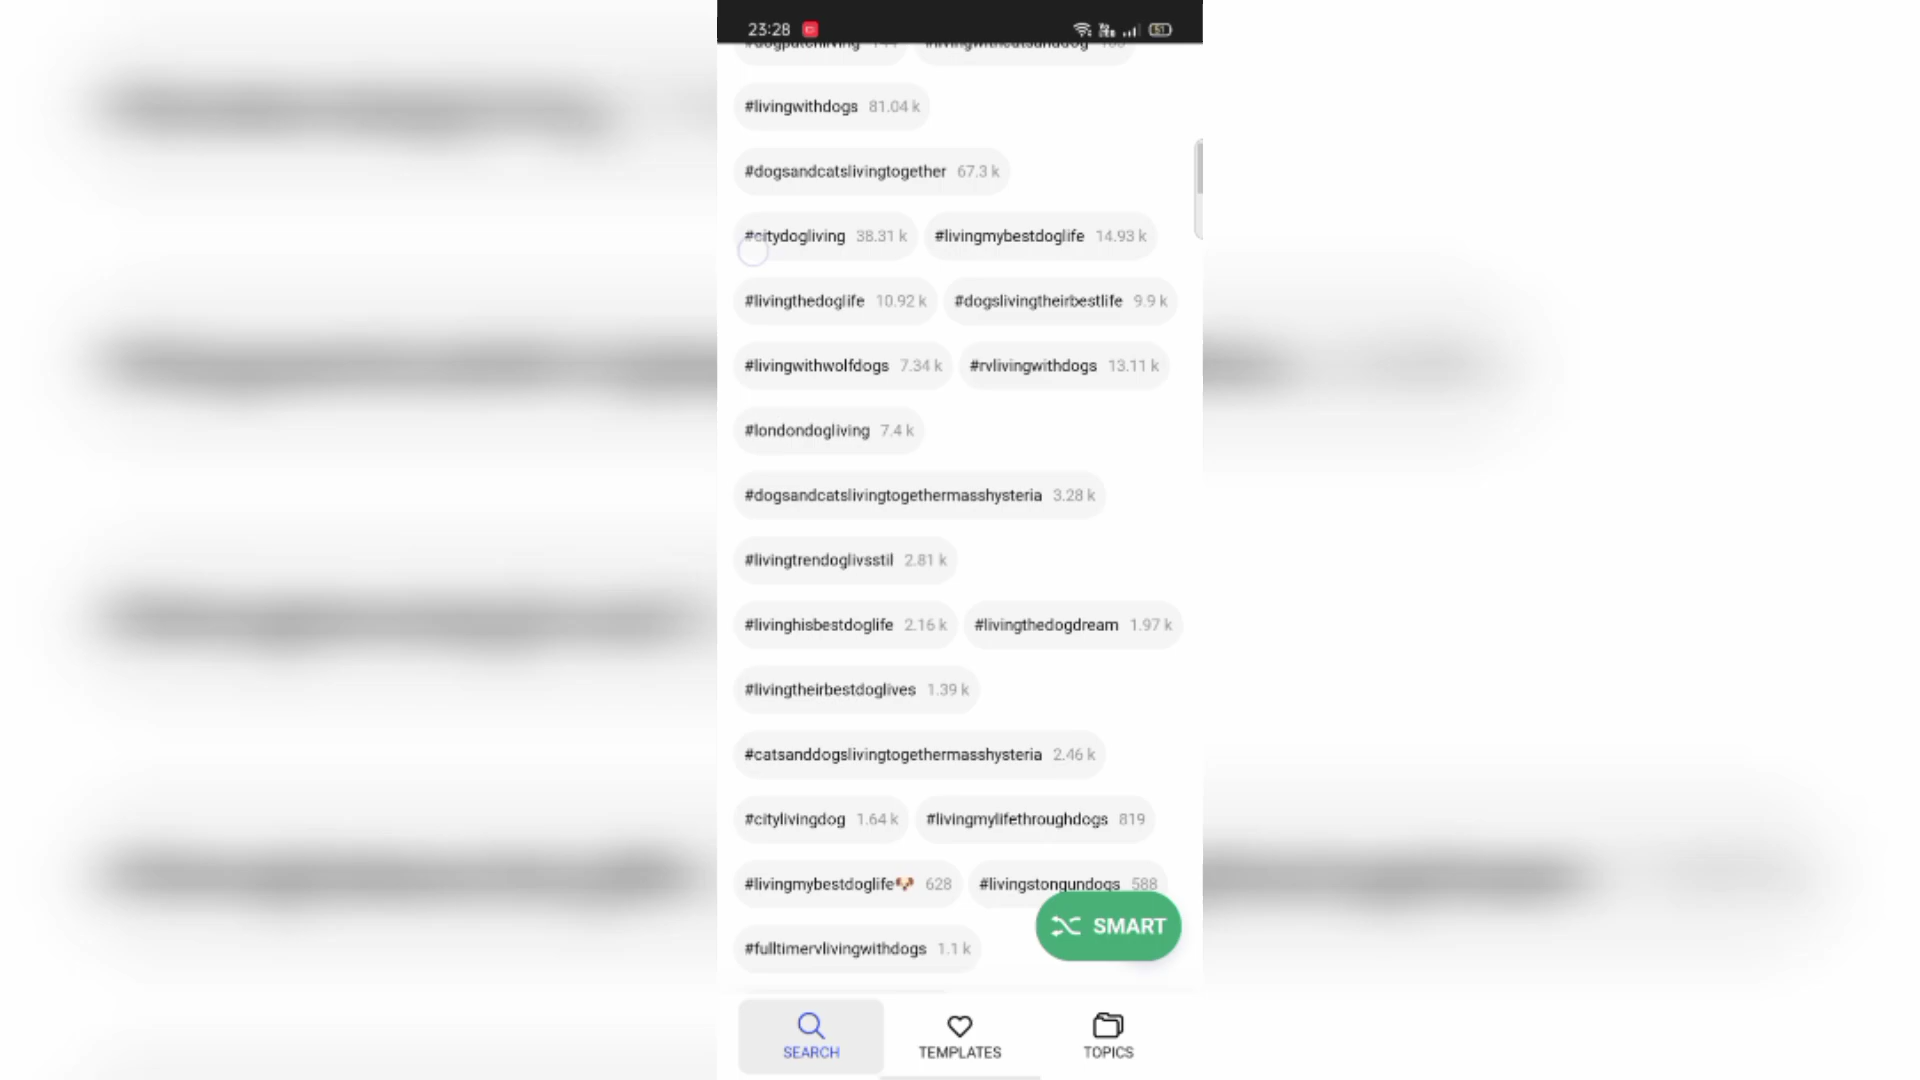 23:28 51
#livingwithdogs 81.04 k
#dogsandcatslivingtogether 67.3 k
#citydogliving 38.31 k #livingmybestdoglife 14.93 k
#livingthedoglife 10.92 k #dogslivingtheirbestlife 9.9 k
#livingwithwolfdogs 7.34 k #rvlivingwithdogs 13.11 k
#londondogliving 7.4 k
#dogsandcatslivingtogethermasshysteria 3.28 k
#livingtrendoglivsstil 2.81 k
#livinghisbestdoglife 2.16 k #livingthedogdream 1.97 k
#livingtheirbestdoglives 1.39 k
#catsanddogslivingtogethermasshysteria 2.46 k
#citylivingdog 1.64 k #livingmylifethroughdogs 819
#livingmybestdoglife🐶 628 #livingstongundogs 588
#fulltimervlivingwithdogs 1.1 k
SMART
SEARCH TEMPLATES TOPICS